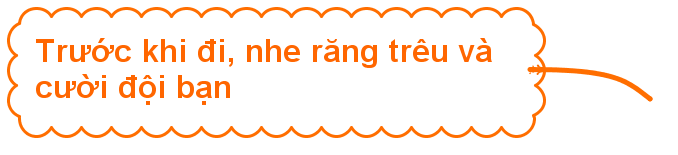 Trước khi đi, nhe răng trêu và
cười đội bạn